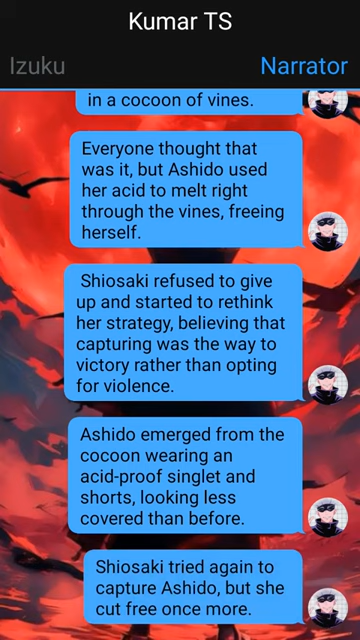 Kumar TS
Izuku
Narrator
in a cocoon of vines.
Everyone thought that
was it, but Ashido used
her acid to melt right
through the vines, freeing
herself.
Shiosaki refused to give
up and started to rethink
her strategy, believing that
capturing was the way to
victory rather than opting
for violence.
Ashido emerged from the
cocoon wearing an
acid-proof singlet and
shorts, looking less
covered than before.
Shiosaki tried again to
capture Ashido, but she
cut free once more.